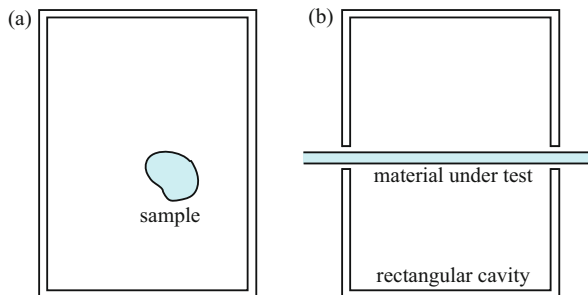 (a)
sample
(b)
material under test
rectangular cavity